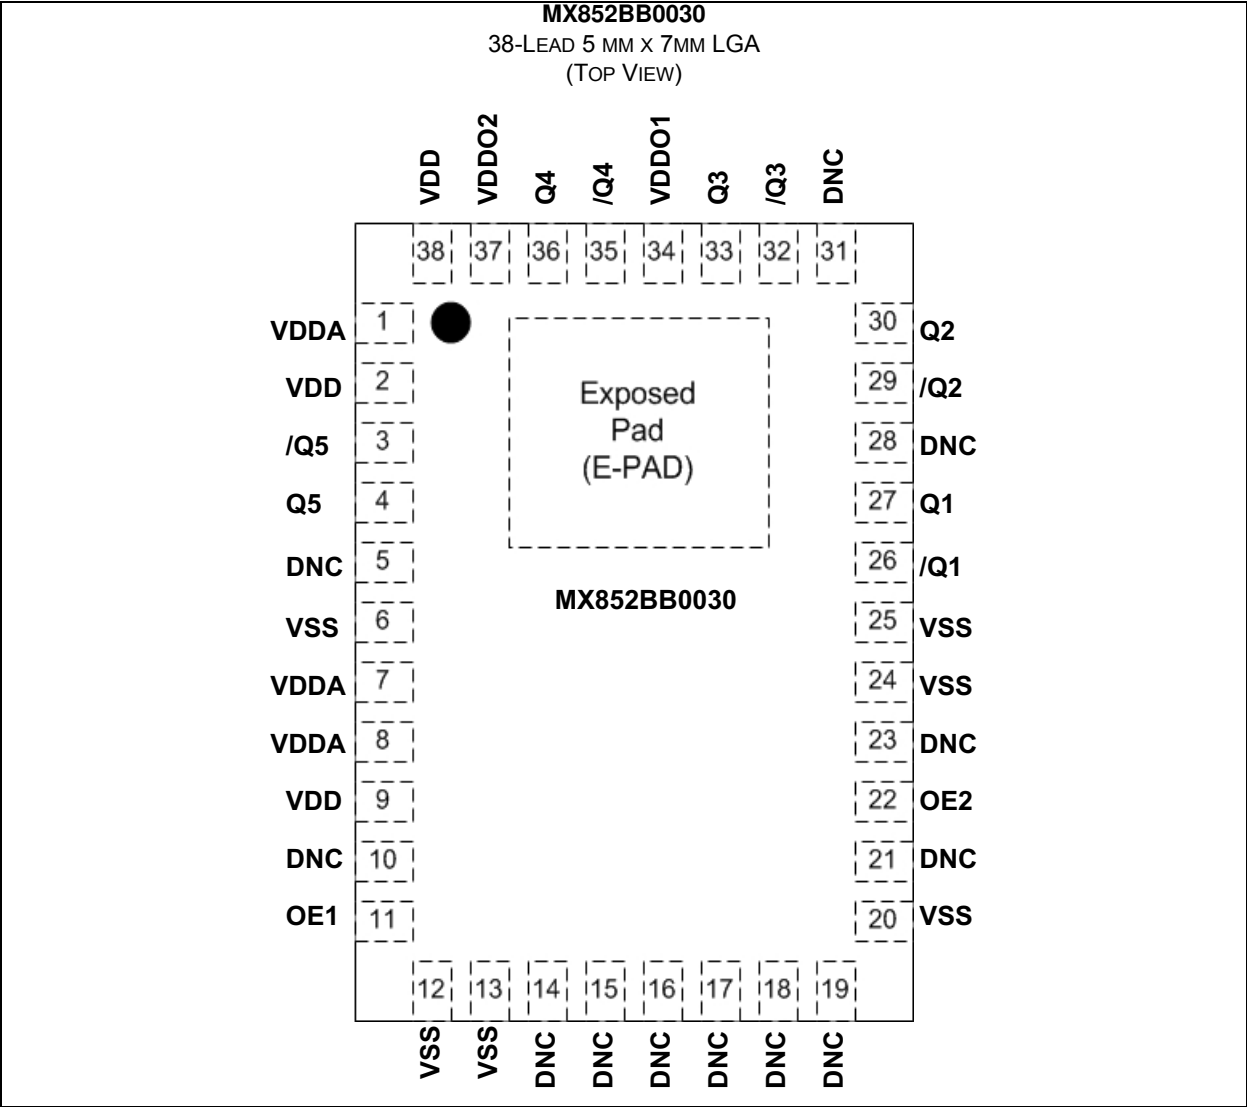 MX852BB0030
38-LEAD 5 MM X 7MM LGA
(TOP VIEW)
VDD VDDO2 Q4 /Q4 VDDO1 Q3 /Q3 DNC
38 37 36 35 34 33 32 31
VDDA 1 30 Q2
VDD 2 29 /Q2
/Q5 3 28 DNC
Q5 4 27 Q1
DNC 5 26 /Q1
Exposed
Pad
(E-PAD)
MX852BB0030
VSS 6 25 VSS
VDDA 7 24 VSS
VDDA 8 23 DNC
VDD 9 22 OE2
DNC 10 21 DNC
OE1 11 20 VSS
12 13 14 15 16 17 18 19
VSS VSS DNC DNC DNC DNC DNC DNC